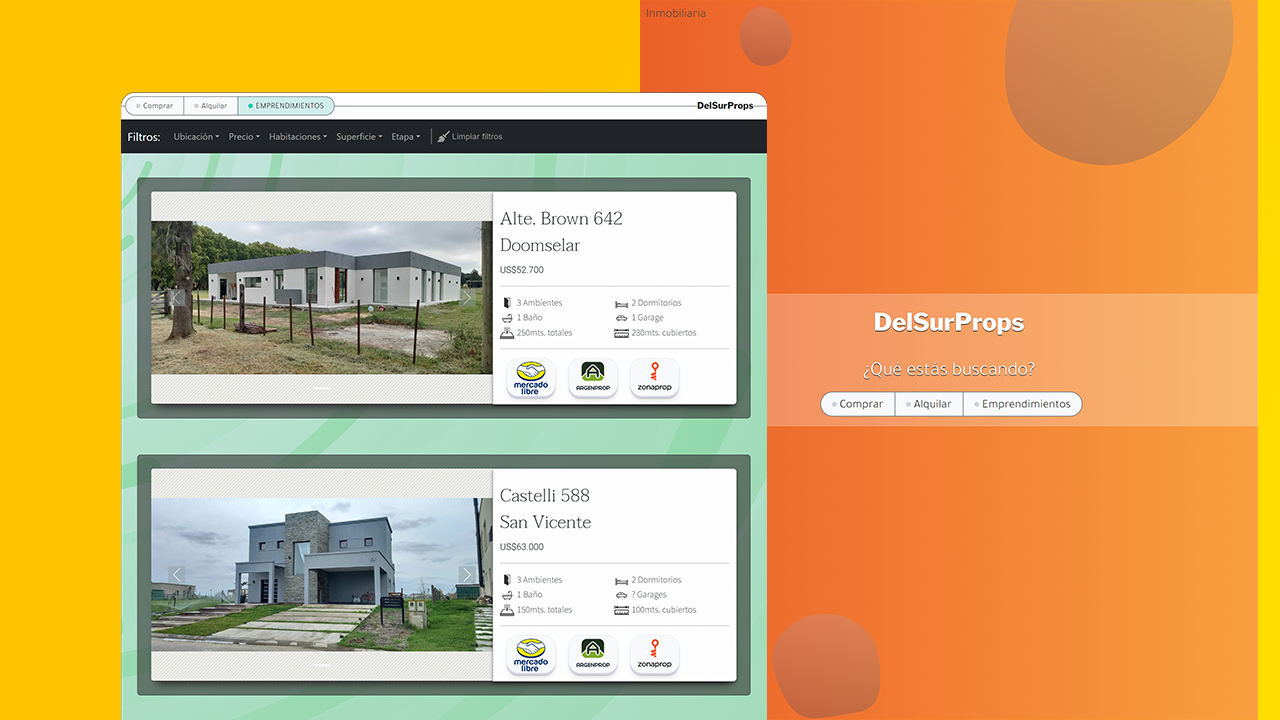 Inmobiliaria
Comprar
Alquilar
EMPRENDIMIENTOS
DelSurProps
Filtros:
Ubicación
Precio
Habitaciones
Superficie
Etapa
Limpiar filtros
Alte. Brown 642
Doomselar
US$52.700
3 Ambientes
2 Dormitorios
1 Baño
1 Garage
250mts. totales
230mts. cubiertos
mercado
libre
ARGENPROP
zonaprop
Castelli 588
San Vicente
US$63.000
3 Ambientes
2 Dormitorios
1 Baño
? Garages
150mts. totales
100mts. cubiertos
mercado
libre
ARGENPROP
zonaprop
DelSurProps
¿Qué estás buscando?
Comprar
Alquilar
Emprendimientos